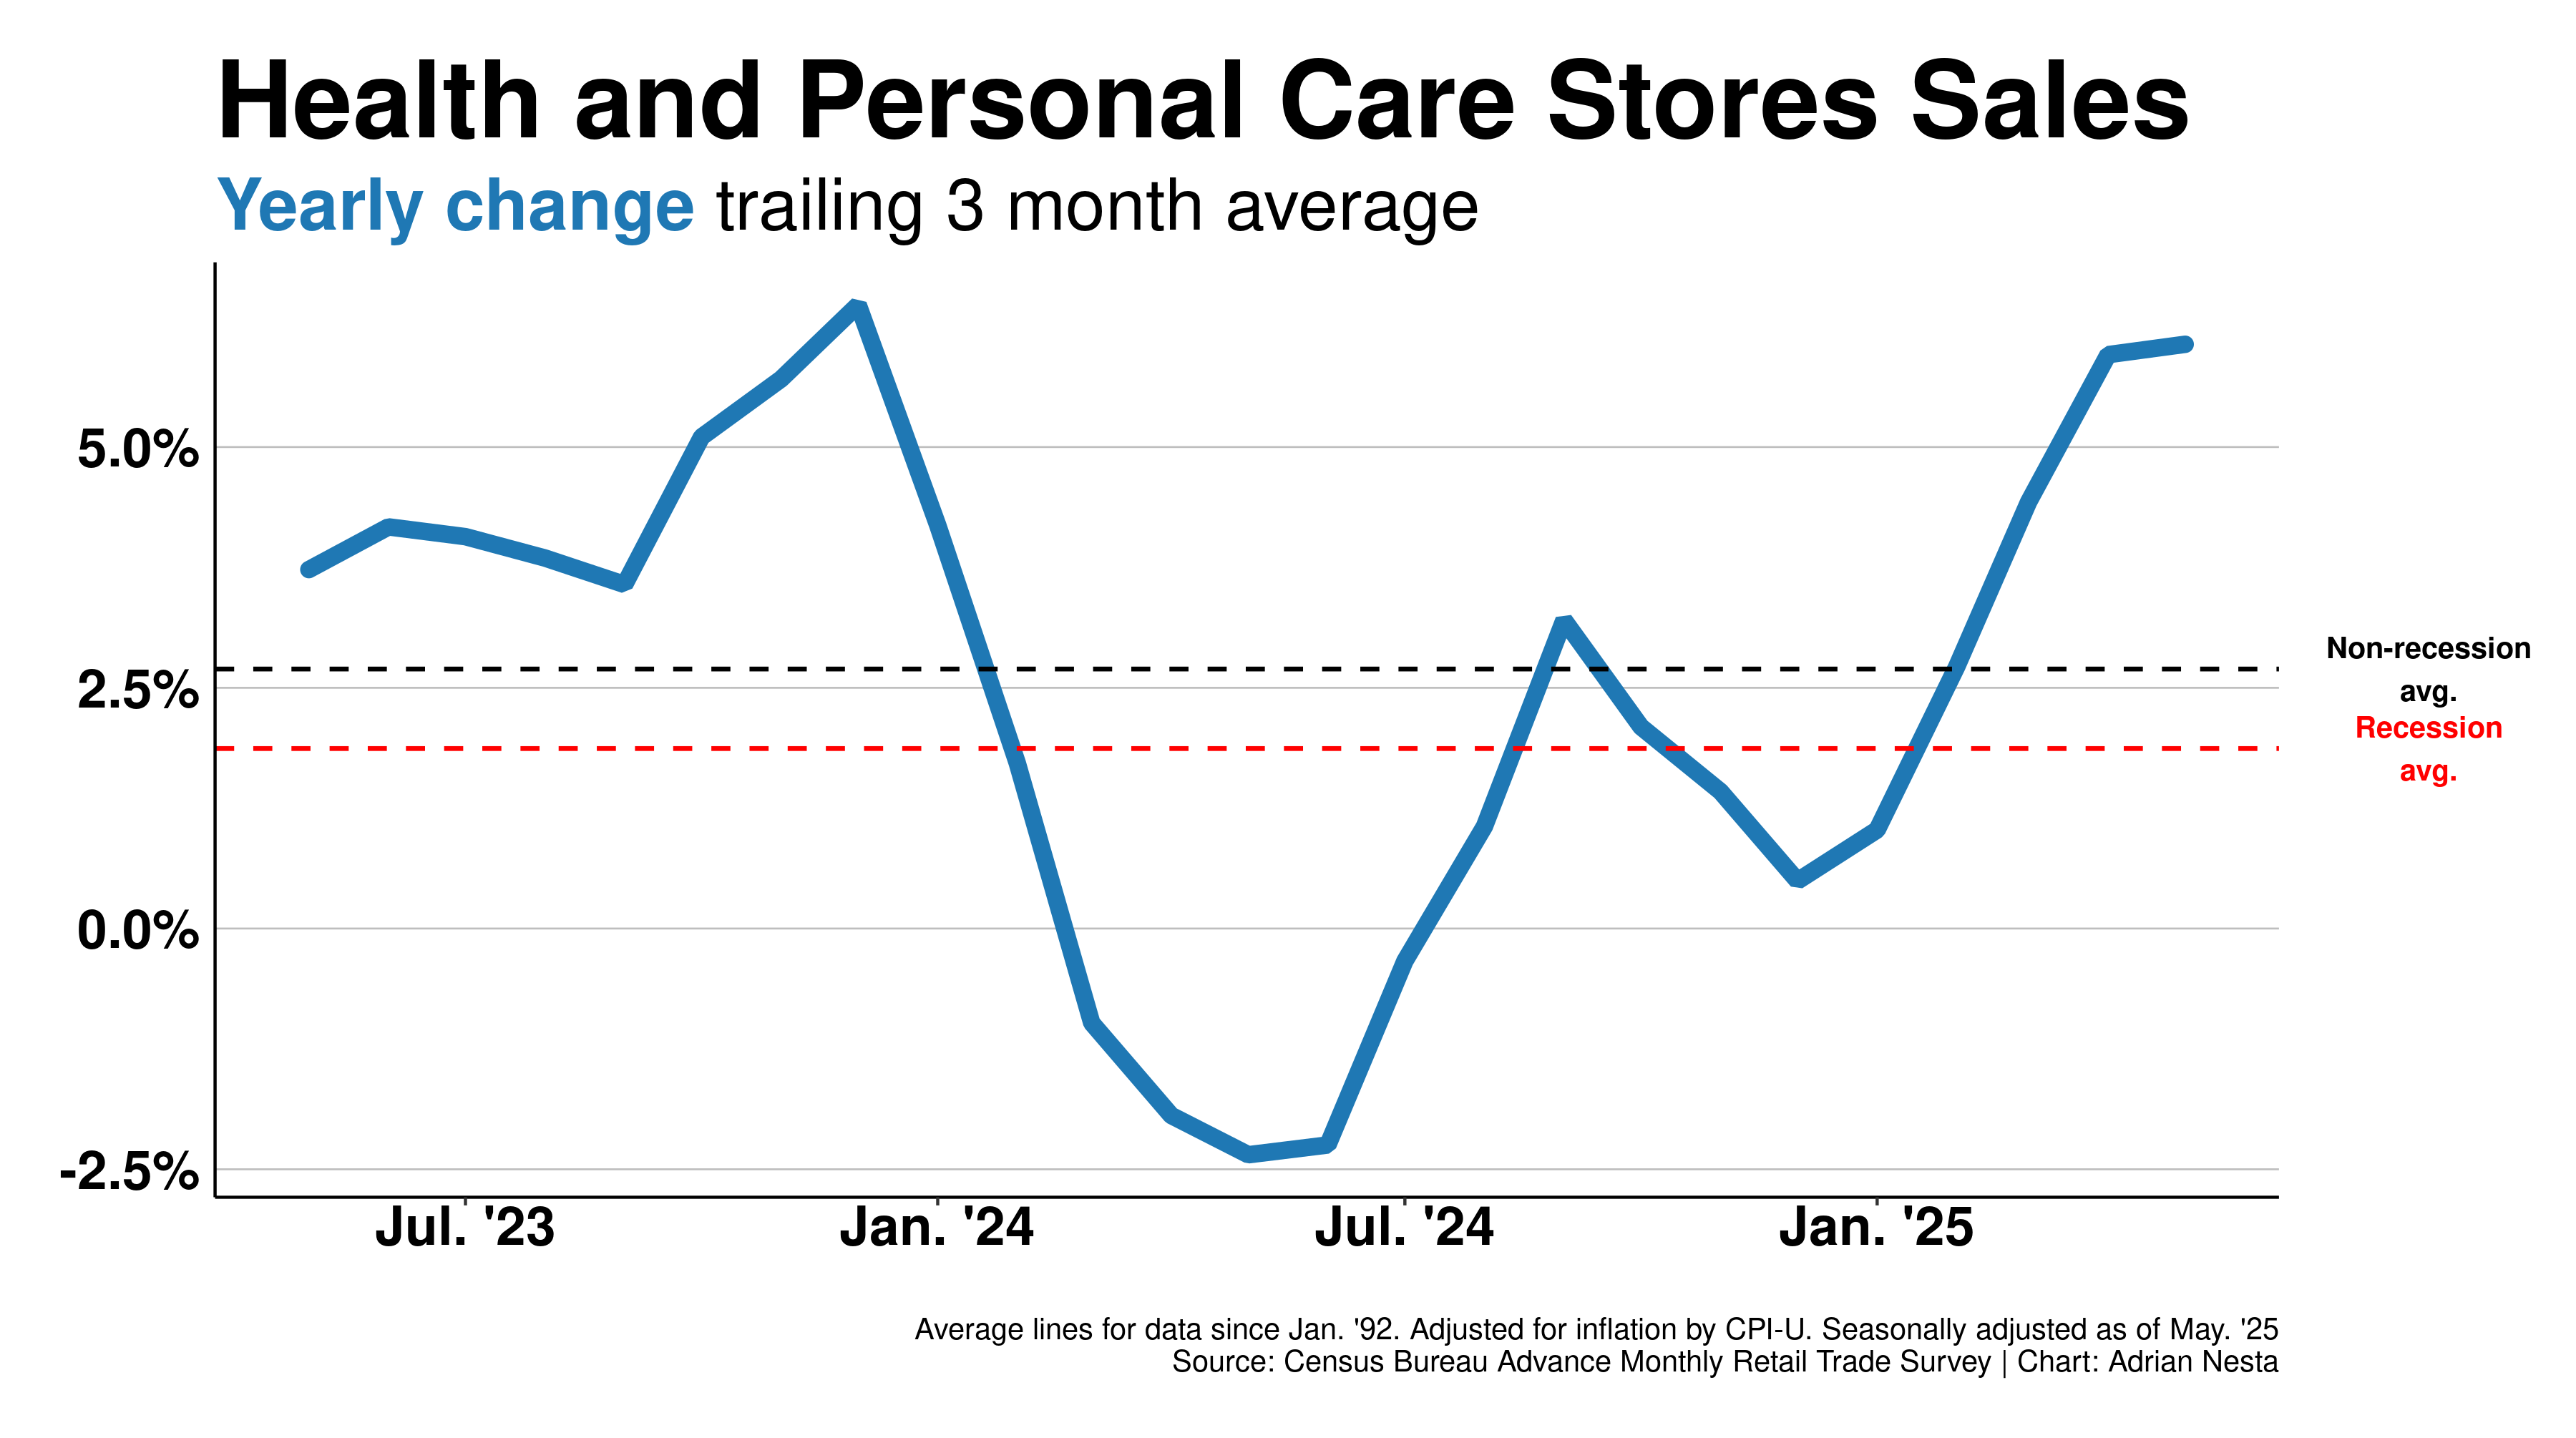 Health and Personal Care Stores Sales
Yearly change trailing 3 month average
5.0%
2.5%
0.0%
-2.5%
Non-recession
avg.
Recession
avg.
Jul. '23
Jan. '24
Jul. '24
Jan. '25
Average lines for data since Jan. '92. Adjusted for inflation by CPI-U. Seasonally adjusted as of May. '25
Source: Census Bureau Advance Monthly Retail Trade Survey | Chart: Adrian Nesta